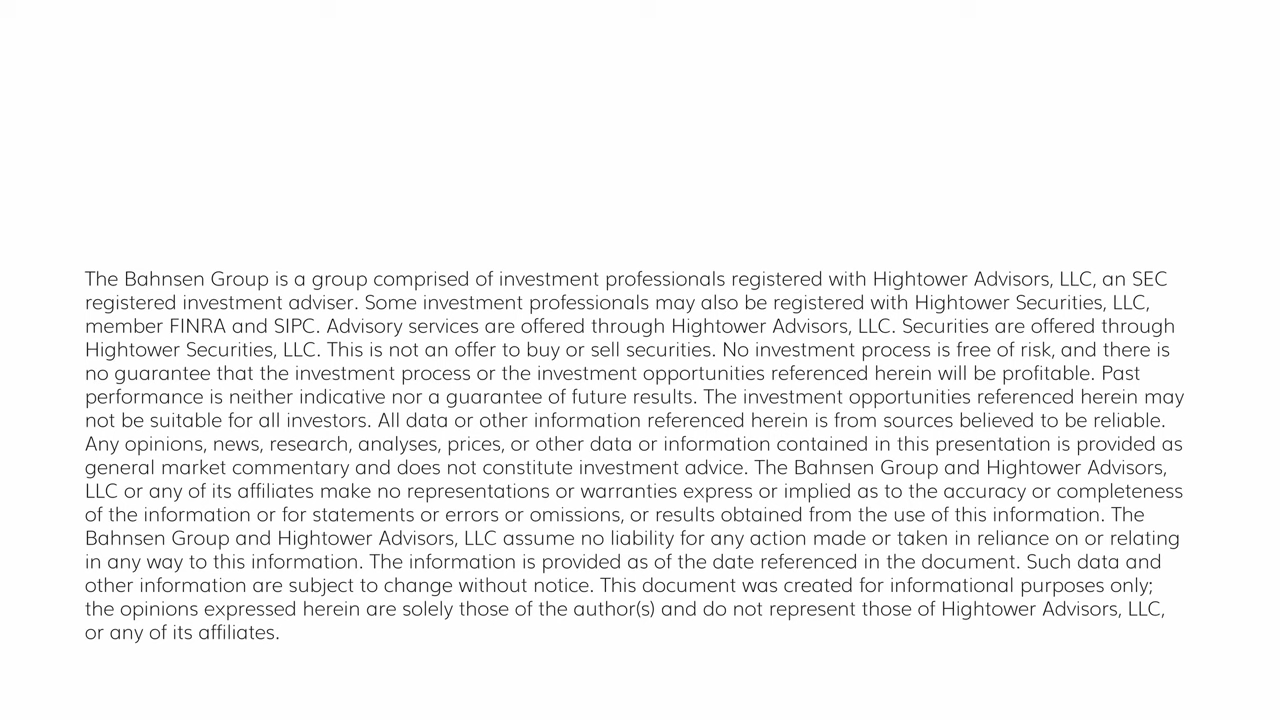 The Bahnsen Group is a group comprised of investment professionals registered with Hightower Advisors, LLC, an SEC
registered investment adviser. Some investment professionals may also be registered with Hightower Securities, LLC,
member FINRA and SIPC. Advisory services are offered through Hightower Advisors, LLC. Securities are offered through
Hightower Securities, LLC. This is not an offer to buy or sell securities. No investment process is free of risk, and there is
no guarantee that the investment process or the investment opportunities referenced herein will be profitable. Past
performance is neither indicative nor a guarantee of future results. The investment opportunities referenced herein may
not be suitable for all investors. All data or other information referenced herein is from sources believed to be reliable.
Any opinions, news, research, analyses, prices, or other data or information contained in this presentation is provided as
general market commentary and does not constitute investment advice. The Bahnsen Group and Hightower Advisors,
LLC or any of its affiliates make no representations or warranties express or implied as to the accuracy or completeness
of the information or for statements or errors or omissions, or results obtained from the use of this information. The
Bahnsen Group and Hightower Advisors, LLC assume no liability for any action made or taken in reliance on or relating
in any way to this information. The information is provided as of the date referenced in the document. Such data and
other information are subject to change without notice. This document was created for informational purposes only;
the opinions expressed herein are solely those of the author(s) and do not represent those of Hightower Advisors, LLC,
or any of its affiliates.